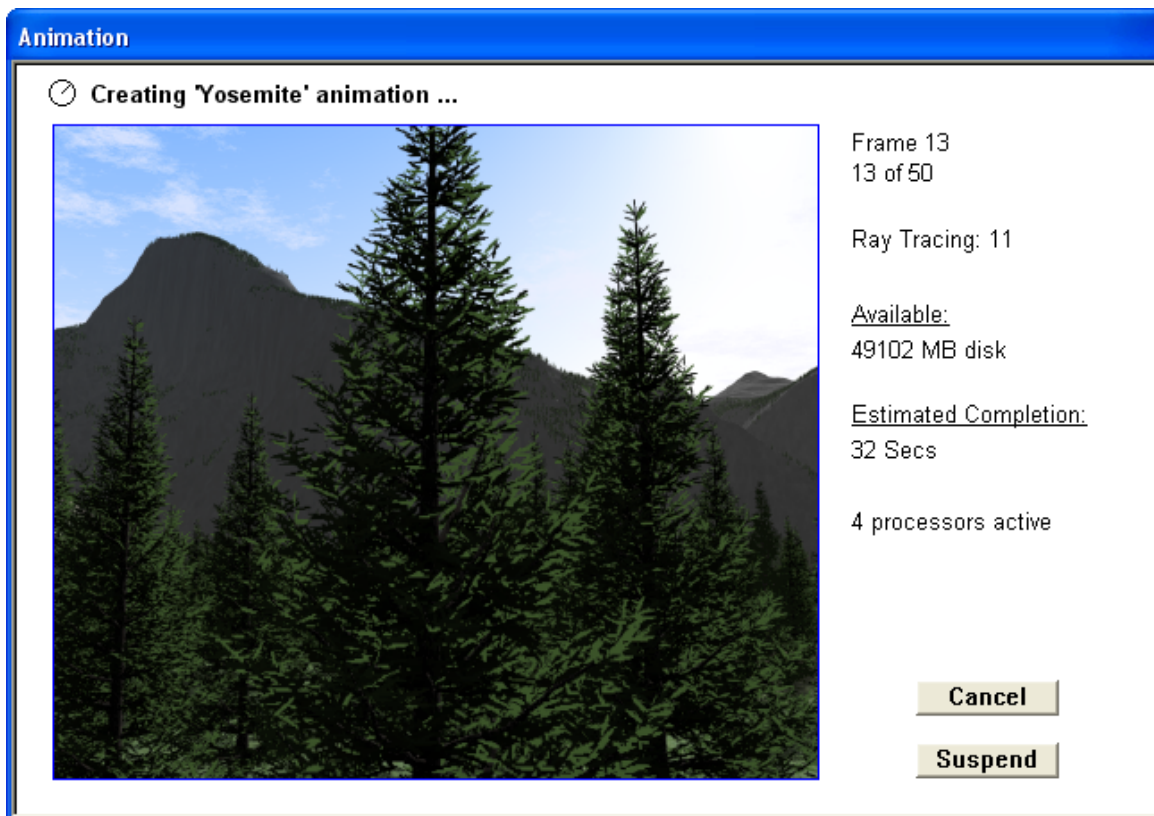 Animation
Creating 'Yosemite' animation ...
Frame 13
13 of 50
Ray Tracing: 11
Available:
49102 MB disk
Estimated Completion:
32 Secs
4 processors active
Cancel
Suspend